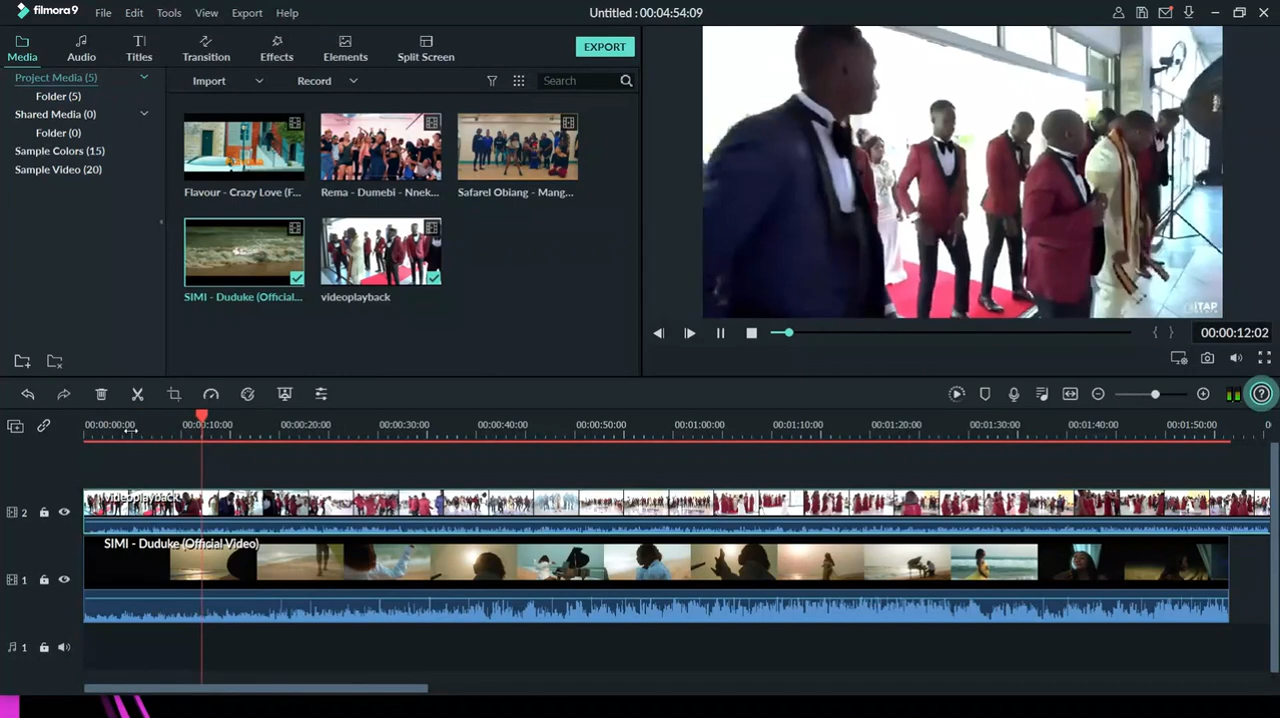 filmora9 File Edit Tools View Export Help Untitled : 00:04:54:09
Media Audio Titles Transition Effects Elements Split Screen EXPORT
Project Media (5)
Folder (5)
Shared Media (0)
Folder (0)
Sample Colors (15)
Sample Video (20)
Import Record Search
Flavour - Crazy Love (F... Rema - Dumebi - Nnek... Safarel Obiang - Mang...
SIMI - Duduke (Official... videoplayback
iTAP
00:00:12:02
00:00:00:00 00:00:10:00 00:00:20:00 00:00:30:00 00:00:40:00 00:00:50:00 00:01:00:00 00:01:10:00 00:01:20:00 00:01:30:00 00:01:40:00 00:01:50:00 0
videoplayback
2
SIMI - Duduke (Official Video)
1
1